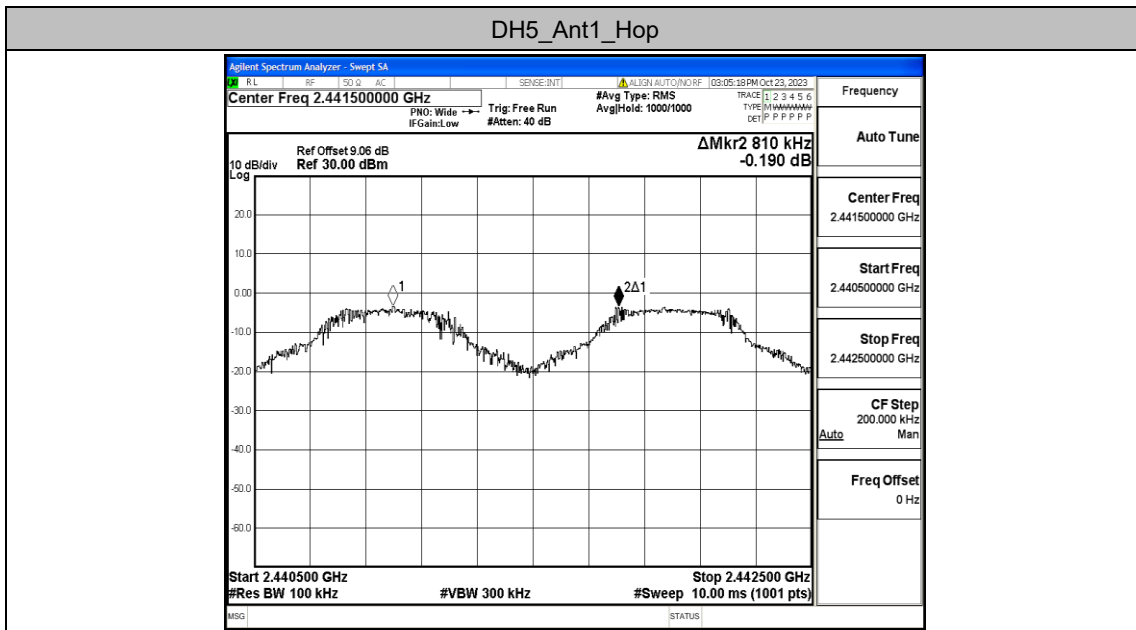 DH5_Ant1_Hop
Agilent Spectrum Analyzer - Swept SA
RL RF 50 Ω AC SENSE:INT ALIGN AUTO/NO RF 03:05:18 PM Oct 23, 2023
Center Freq 2.441500000 GHz
PNO: Wide
IFGain:Low
Trig: Free Run
#Atten: 40 dB
#Avg Type: RMS
Avg|Hold: 1000/1000
TRACE 1 2 3 4 5 6
TYPE M WWWWW
DET P P P P P P
Frequency
Auto Tune
Center Freq
2.441500000 GHz
Start Freq
2.440500000 GHz
Stop Freq
2.442500000 GHz
CF Step
200.000 kHz
Auto Man
Freq Offset
0 Hz
ΔMkr2 810 kHz
-0.190 dB
Ref Offset 9.06 dB
10 dB/div Ref 30.00 dBm
Log
20.0
10.0
0.00
-10.0
-20.0
-30.0
-40.0
-50.0
-60.0
1
2Δ1
Start 2.440500 GHz Stop 2.442500 GHz
#Res BW 100 kHz #VBW 300 kHz #Sweep 10.00 ms (1001 pts)
MSG STATUS